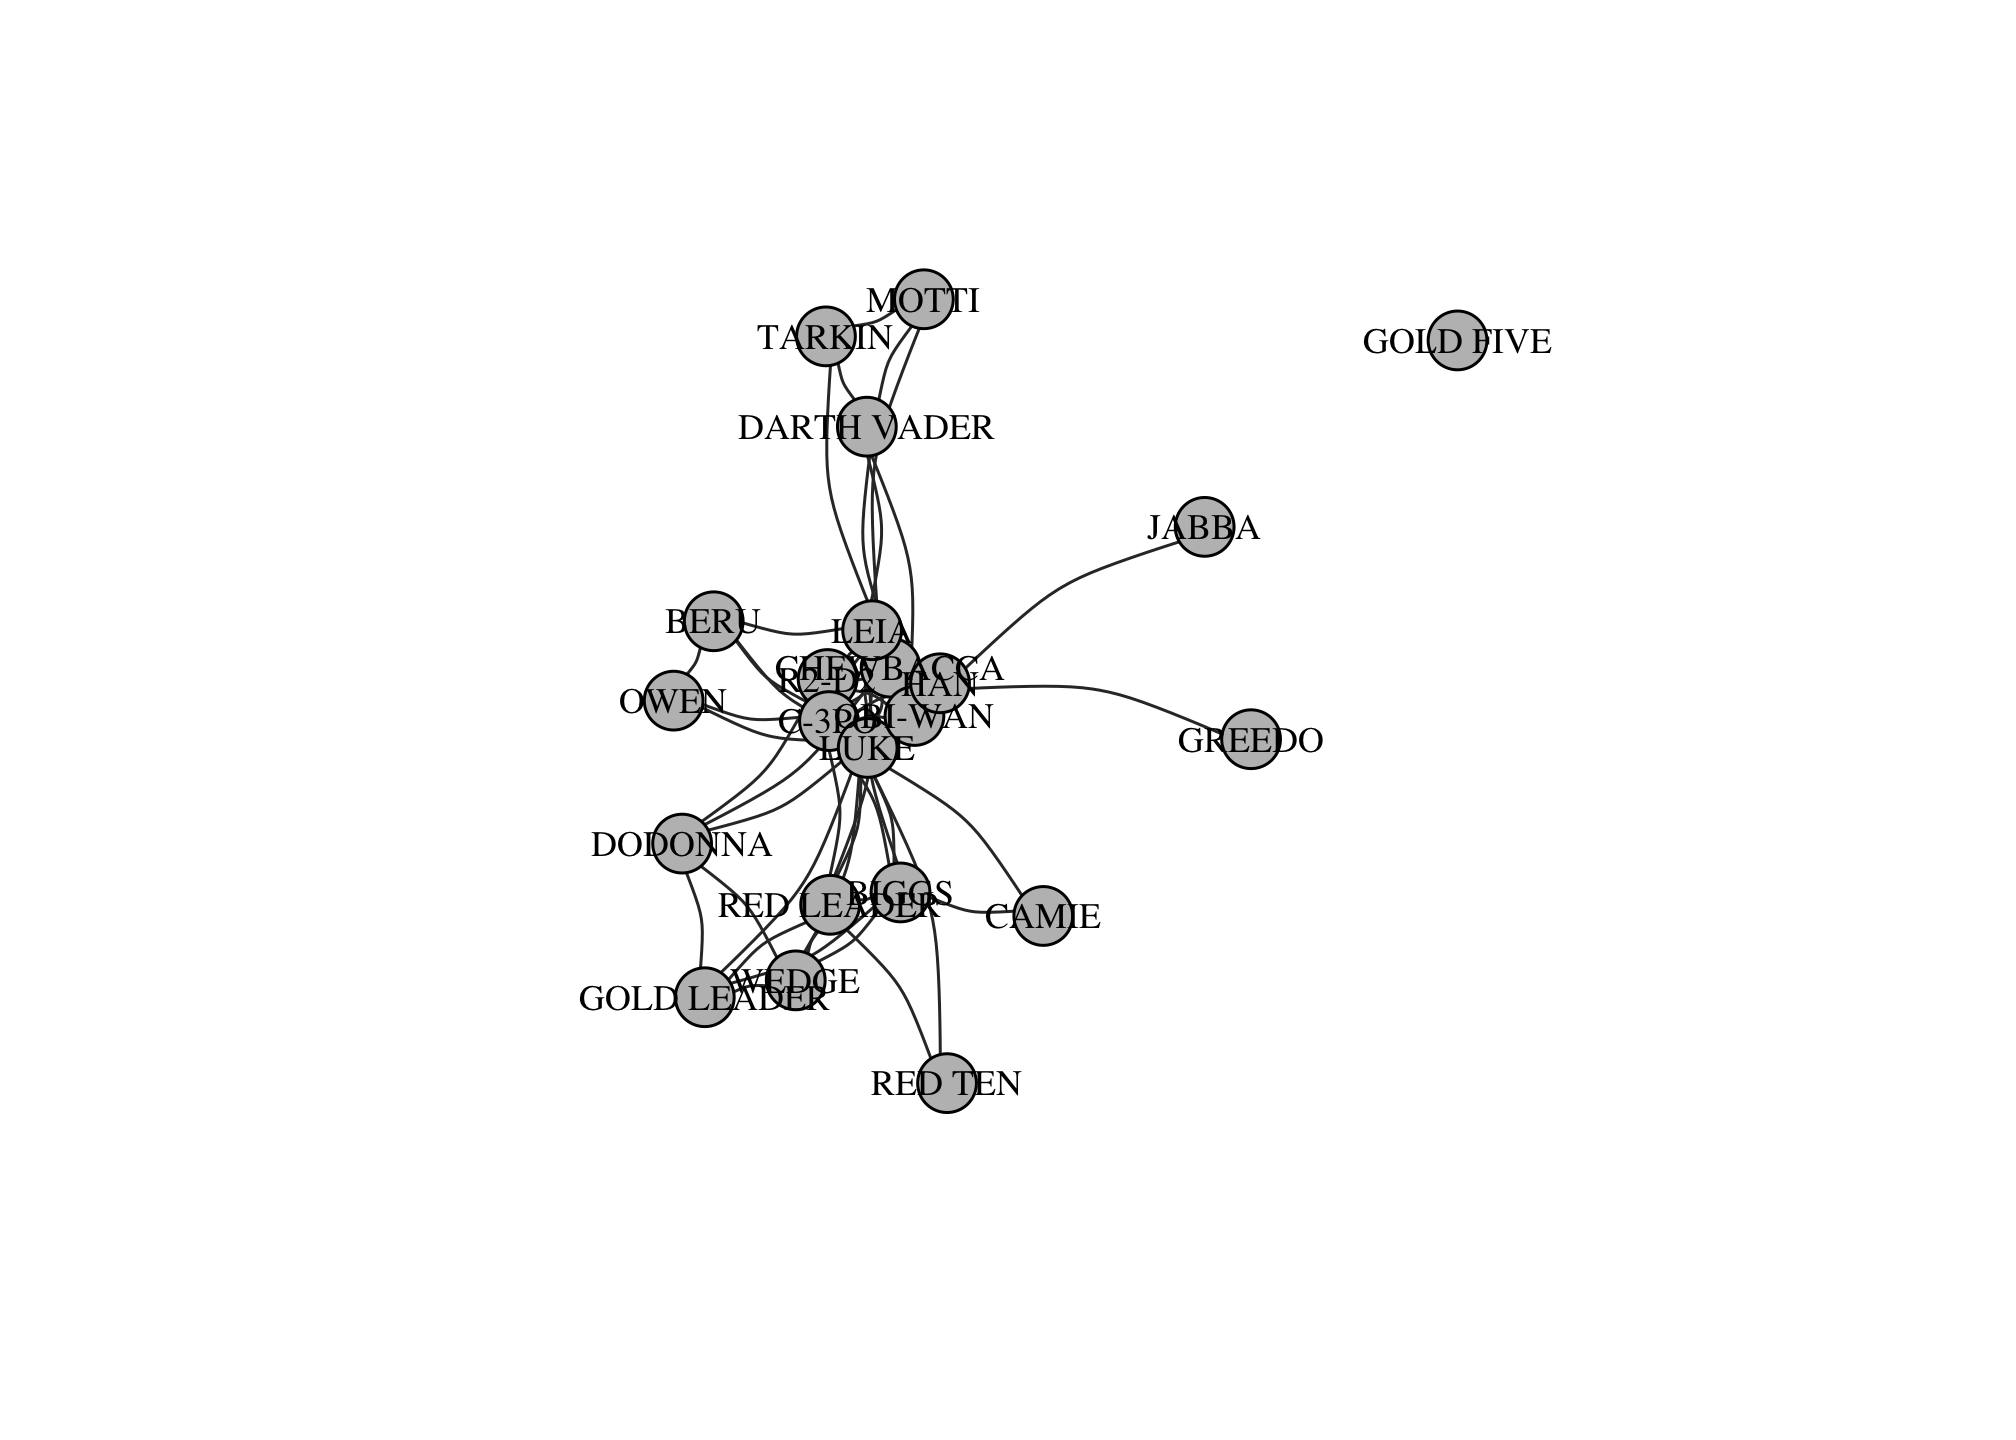 MOTTI
TARKIN
GOLD FIVE
DARTH VADER
JABBA
BERU
LEIA
CHEWBACCA
R2-D2
HAN
OWEN
C-3PO
OBI-WAN
LUKE
GREEDO
DODONNA
BIGGS
RED LEADER
CAMIE
WEDGE
GOLD LEADER
RED TEN